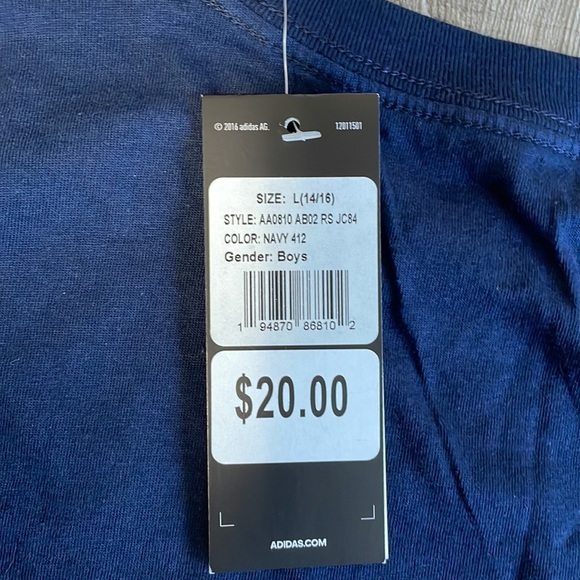 © 2016 adidas AG. 12011501
SIZE: L(14/16)
STYLE: AA0810 AB02 RS JC84
COLOR: NAVY 412
Gender: Boys
1 94870 86810 2
$20.00
ADIDAS.COM